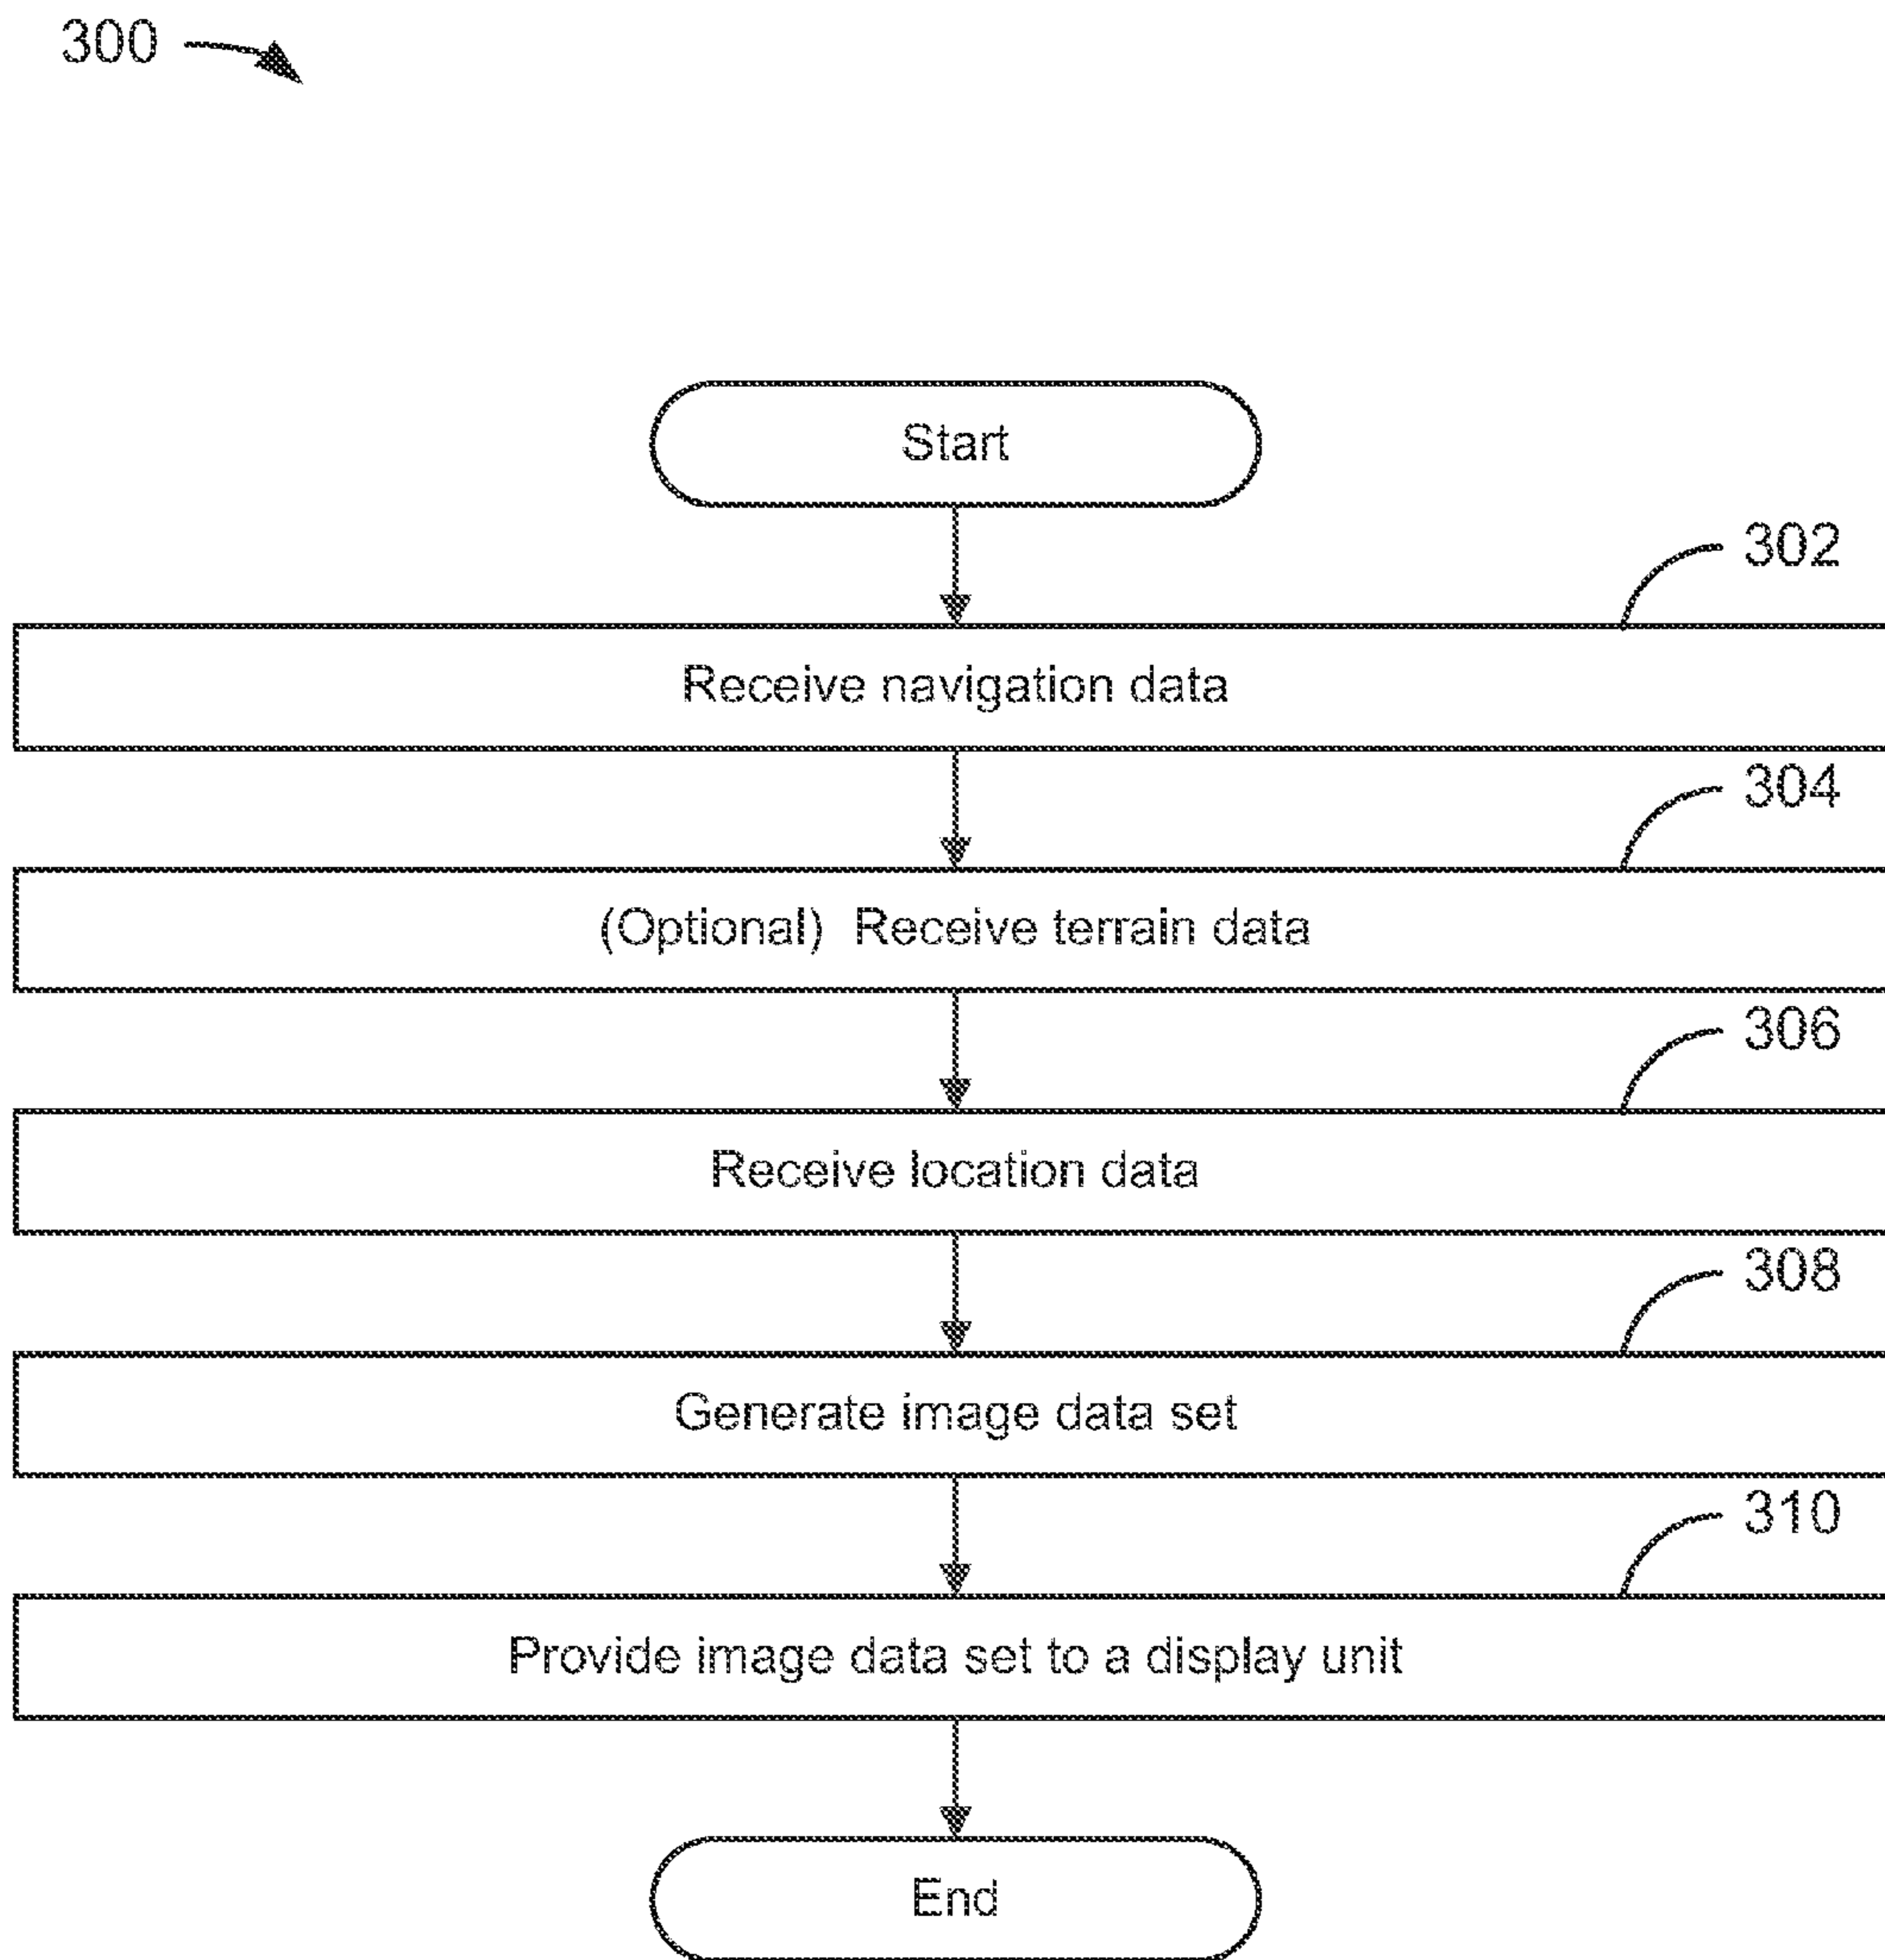 300
Start
302
Receive navigation data
304
(Optional) Receive terrain data
306
Receive location data
308
Generate image data set
310
Provide image data set to a display unit
End